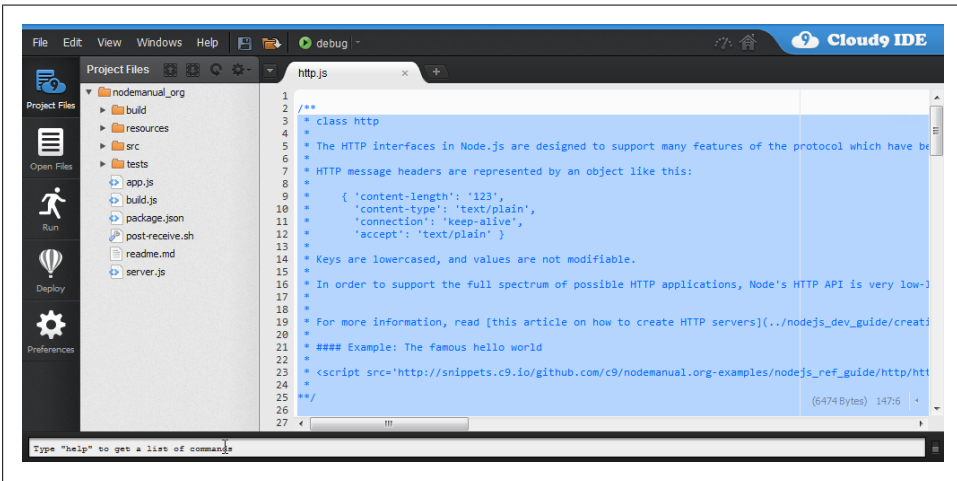 File Edit View Windows Help debug Cloud9 IDE
Project Files http.js
nodemanual_org
build
resources
src
tests
app.js
build.js
package.json
post-receive.sh
readme.md
server.js
Project Files
Open Files
Run
Deploy
Preferences
1
2 /**
3 * class http
4 *
5 * The HTTP interfaces in Node.js are designed to support many features of the protocol which have be
6 *
7 * HTTP message headers are represented by an object like this:
8 *
9 * { 'content-length': '123',
10 * 'content-type': 'text/plain',
11 * 'connection': 'keep-alive',
12 * 'accept': 'text/plain' }
13 *
14 * Keys are lowercased, and values are not modifiable.
15 *
16 * In order to support the full spectrum of possible HTTP applications, Node's HTTP API is very low-l
17 *
18 *
19 * For more information, read [this article on how to create HTTP servers](../nodejs_dev_guide/creati
20 *
21 * #### Example: The famous hello world
22 *
23 * <script src='http://snippets.c9.io/github.com/c9/nodemanual.org-examples/nodejs_ref_guide/http/htt
24 *
25 **/
26
27
(6474 Bytes) 147:6
Type "help" to get a list of commands